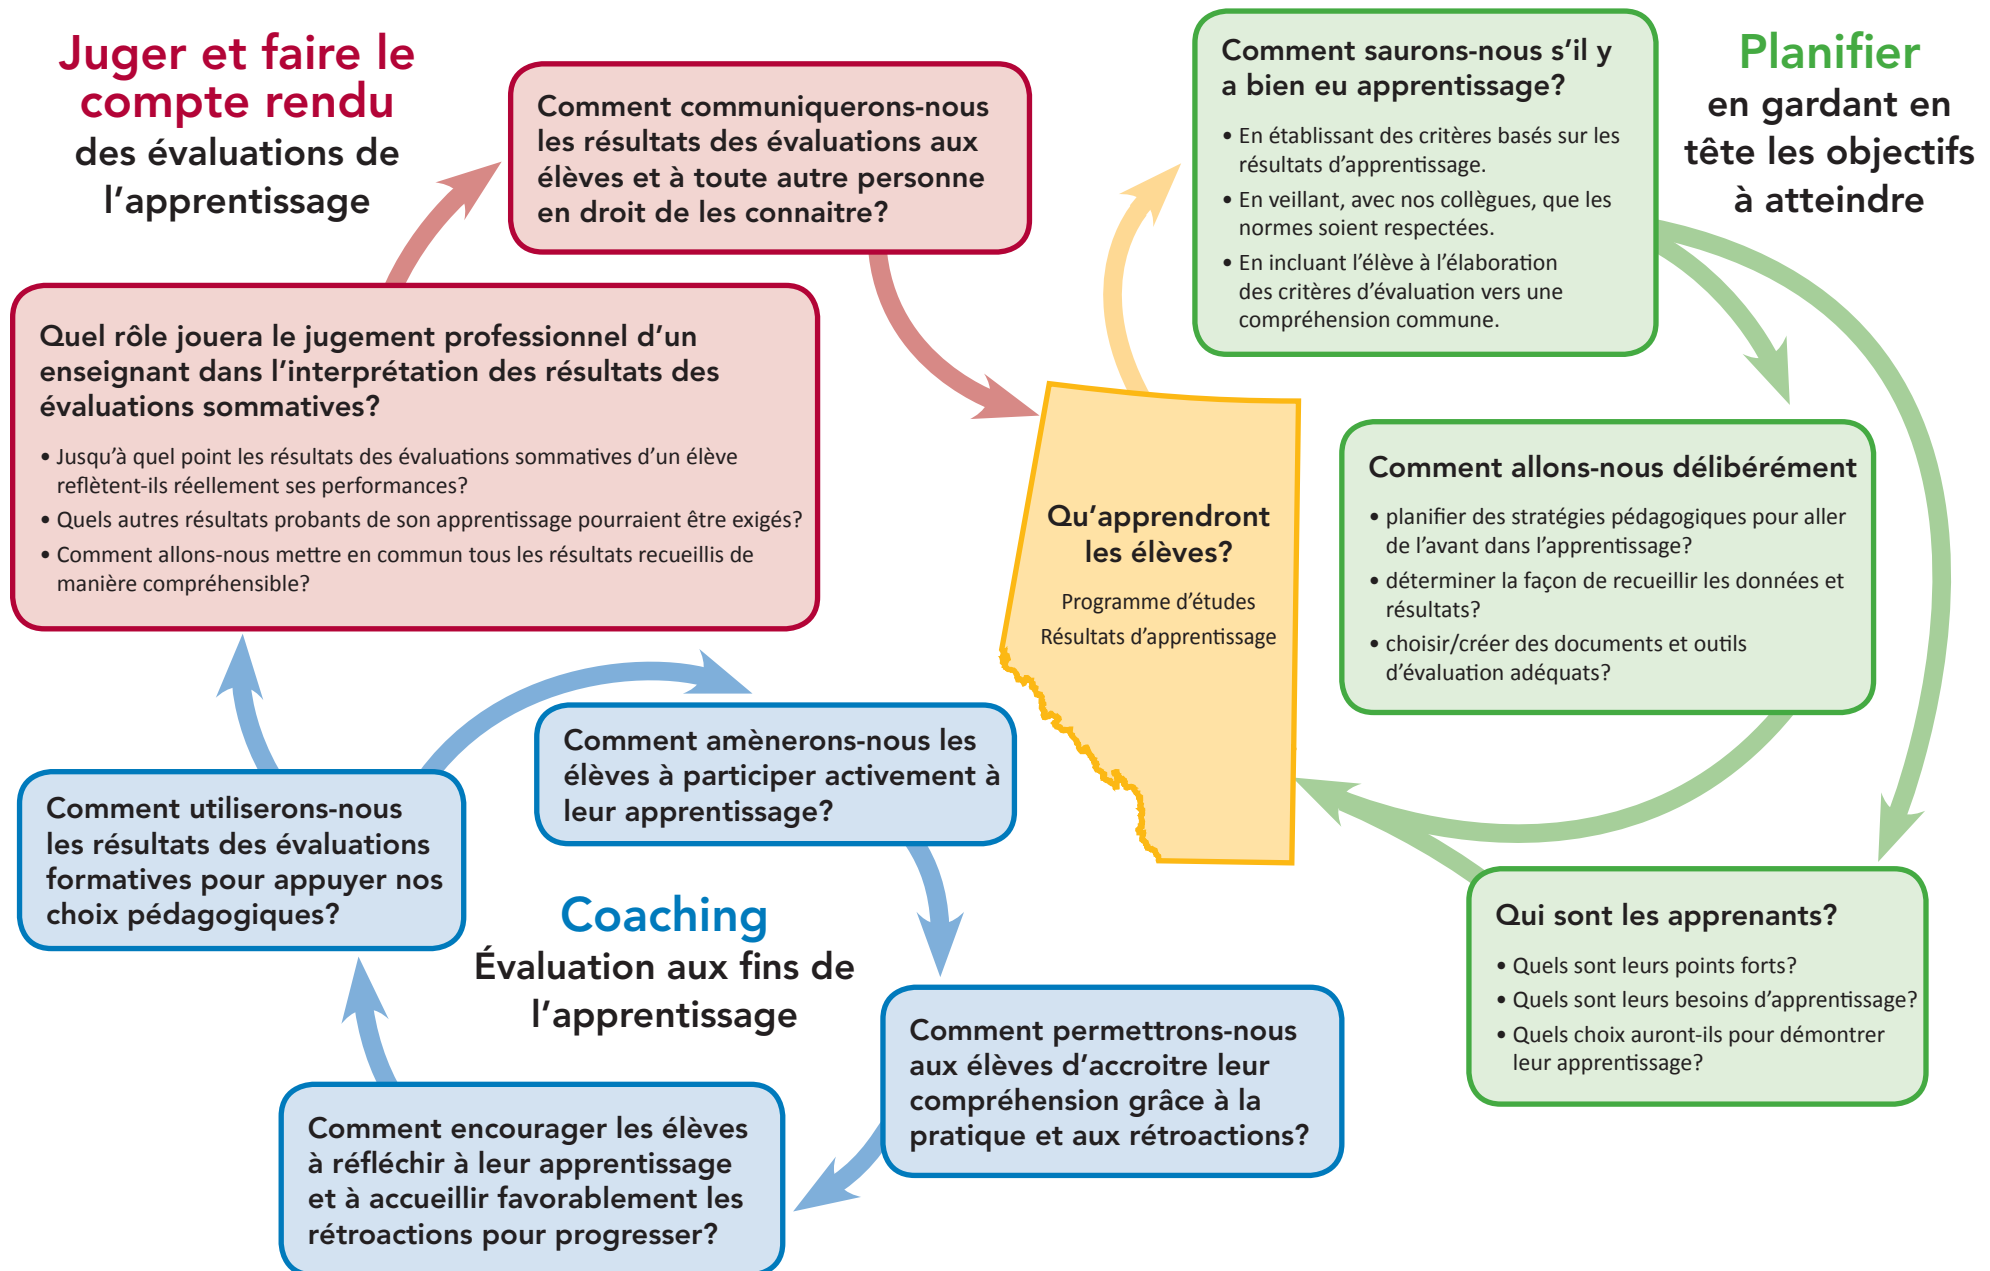 Juger et faire le
compte rendu
des évaluations de
l'apprentissage
Comment communiquerons-nous
les résultats des évaluations aux
élèves et à toute autre personne
en droit de les connaitre?
Quel rôle jouera le jugement professionnel d'un
enseignant dans l'interprétation des résultats des
évaluations sommatives?
• Jusqu'à quel point les résultats des évaluations sommatives d'un élève
reflètent-ils réellement ses performances?
• Quels autres résultats probants de son apprentissage pourraient être exigés?
• Comment allons-nous mettre en commun tous les résultats recueillis de
manière compréhensible?
Comment saurons-nous s'il y
a bien eu apprentissage?
• En établissant des critères basés sur les
résultats d'apprentissage.
• En veillant, avec nos collègues, que les
normes soient respectées.
• En incluant l'élève à l'élaboration
des critères d'évaluation vers une
compréhension commune.
Planifier
en gardant en
tête les objectifs
à atteindre
Qu'apprendront
les élèves?
Programme d'études
Résultats d'apprentissage
Comment allons-nous délibérément
• planifier des stratégies pédagogiques pour aller
de l'avant dans l'apprentissage?
• déterminer la façon de recueillir les données et
résultats?
• choisir/créer des documents et outils
d'évaluation adéquats?
Qui sont les apprenants?
• Quels sont leurs points forts?
• Quels sont leurs besoins d'apprentissage?
• Quels choix auront-ils pour démontrer
leur apprentissage?
Comment amènerons-nous les
élèves à participer activement à
leur apprentissage?
Comment utiliserons-nous
les résultats des évaluations
formatives pour appuyer nos
choix pédagogiques?
Coaching
Évaluation aux fins de
l'apprentissage
Comment permettrons-nous
aux élèves d'accroitre leur
compréhension grâce à la
pratique et aux rétroactions?
Comment encourager les élèves
à réfléchir à leur apprentissage
et à accueillir favorablement les
rétroactions pour progresser?